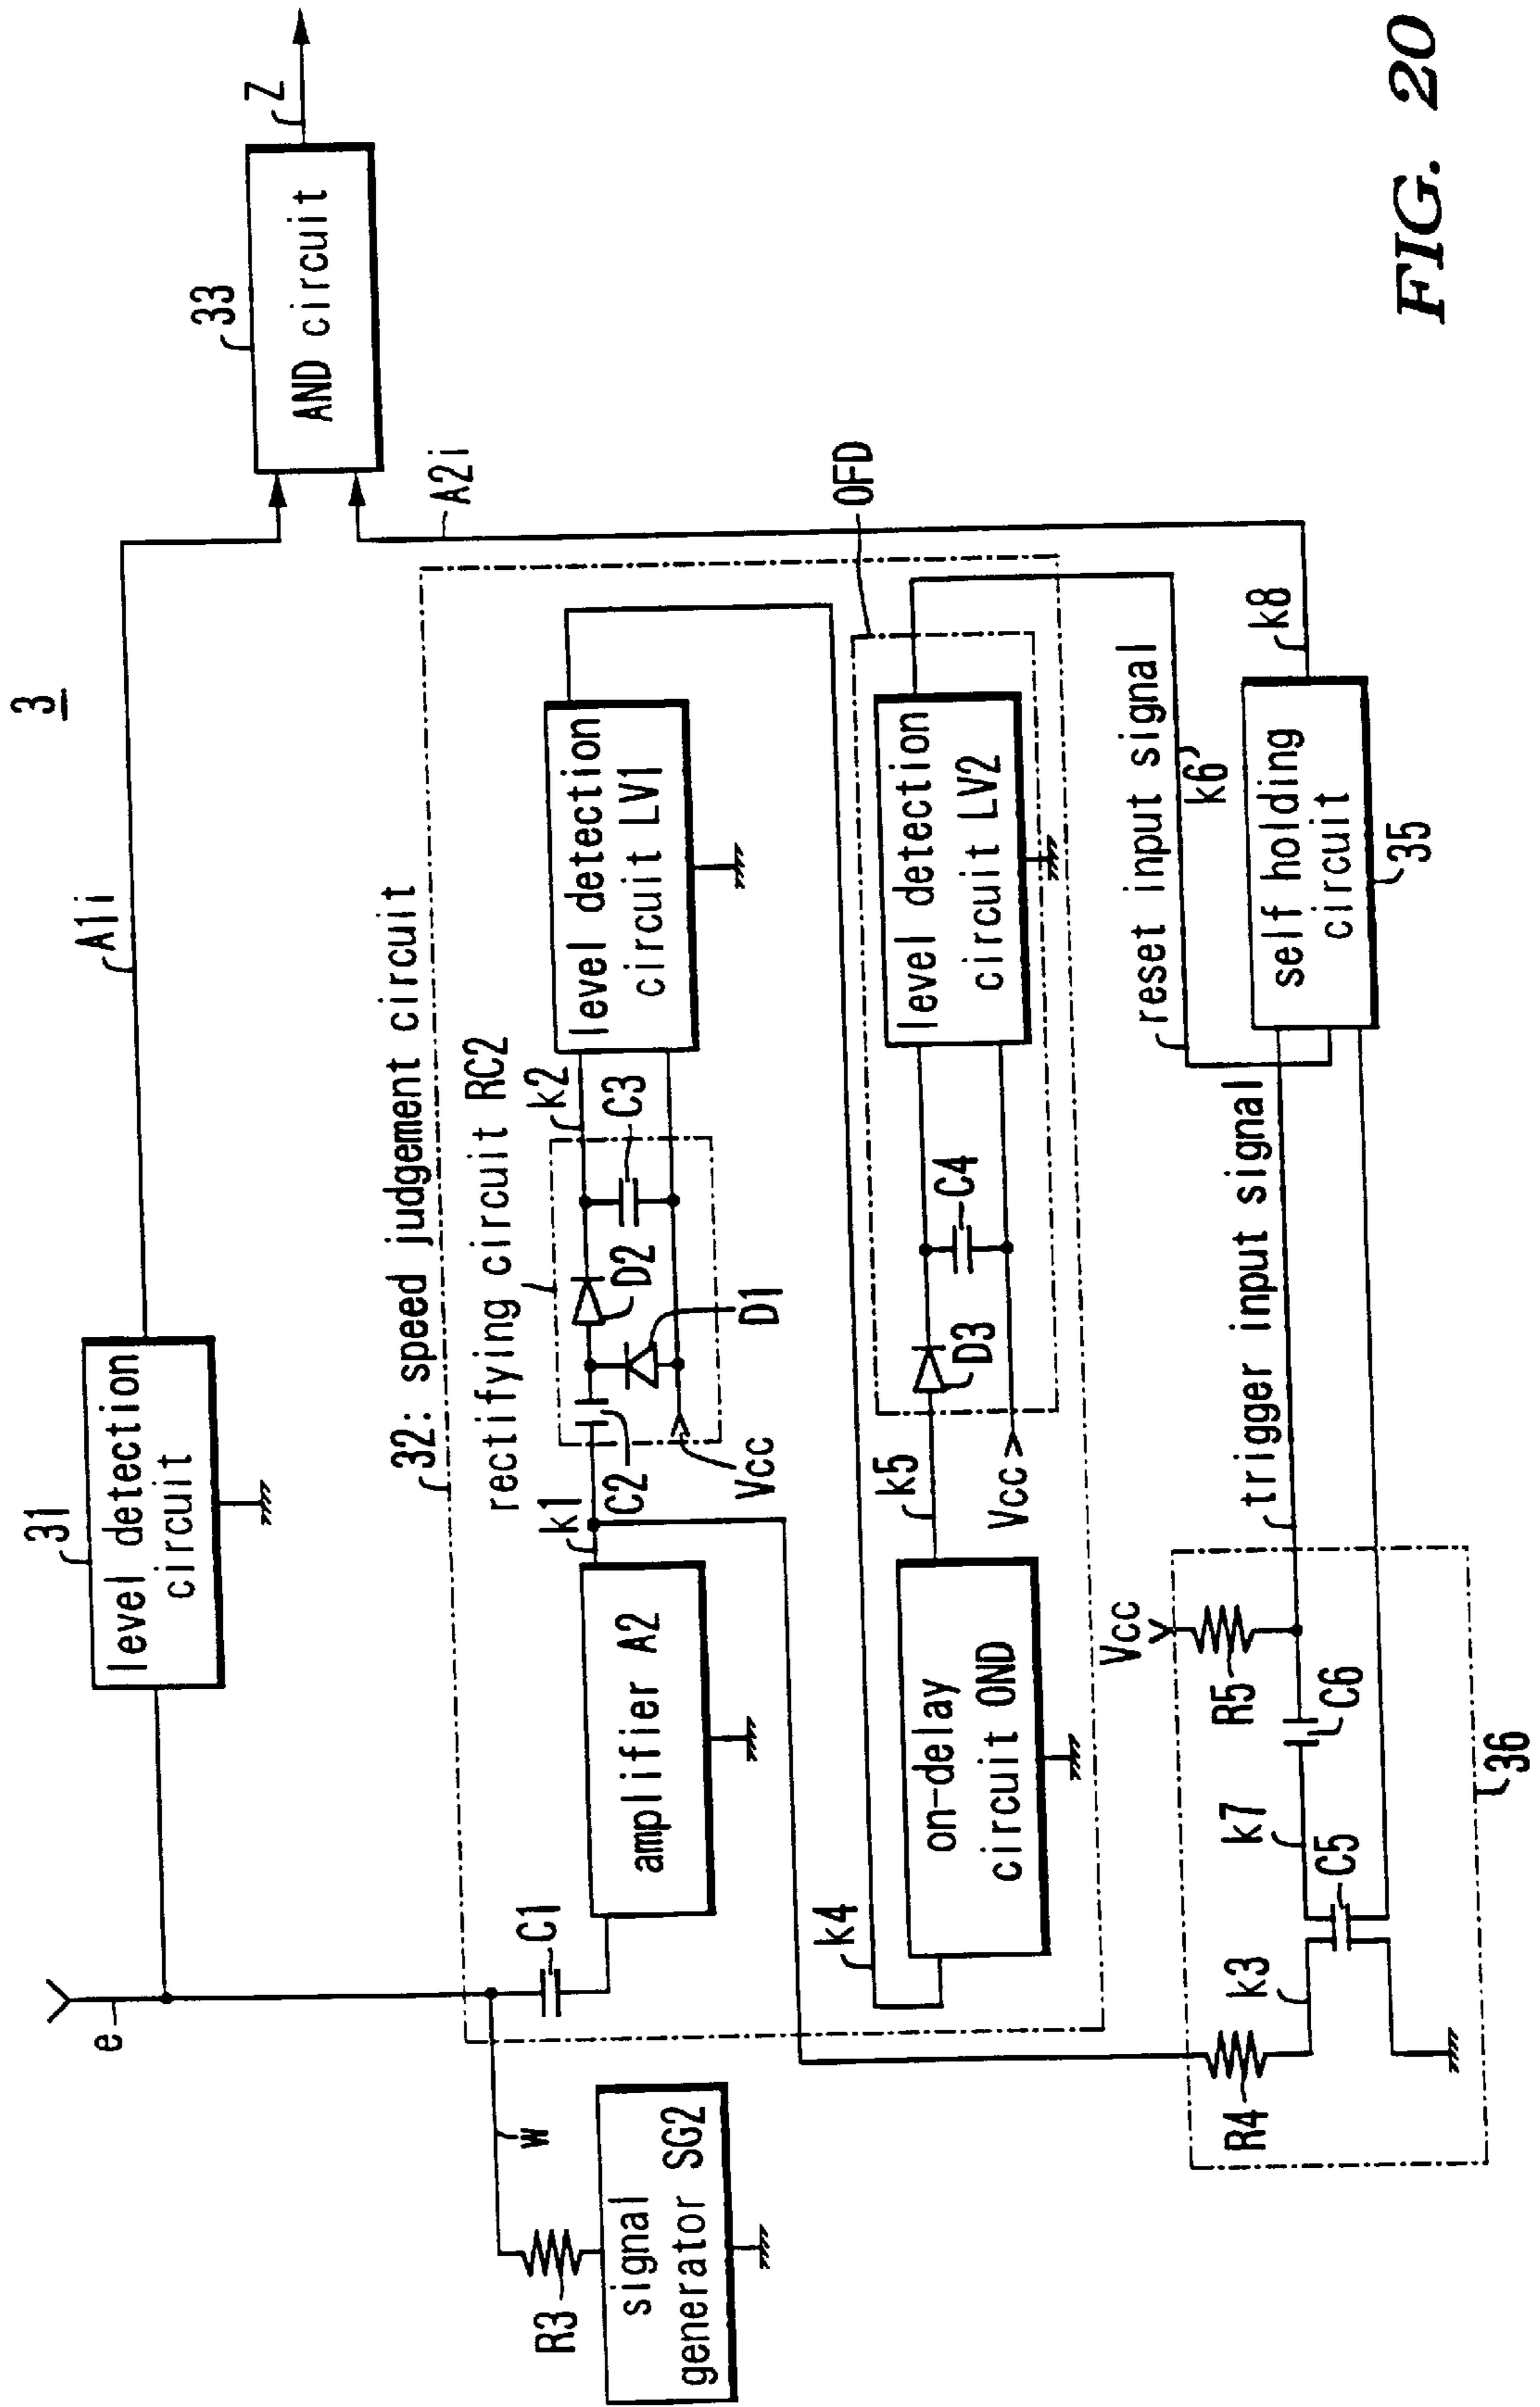 3
e
31
level detection
circuit
A1i
33
AND circuit
Z
A2i
32: speed judgement circuit
rectifying circuit RC2
w
R3
signal
generator SG2
C1
amplifier A2
k1
C2
Vcc
D1
D2
C3
k2
level detection
circuit LV1
OFD
k4
on-delay
circuit OND
k5
Vcc
D3
C4
level detection
circuit LV2
R4
k3
C5
k7
C6
R5
Vcc
36
trigger input signal
reset input signal
k6
self holding
circuit
35
k8
FIG. 20